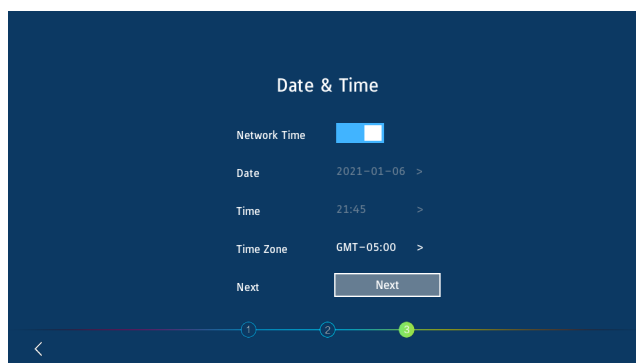 Date & Time
Network Time
Date 2021-01-06 >
Time 21:45 >
Time Zone GMT-05:00 >
Next Next
1 2 3
<